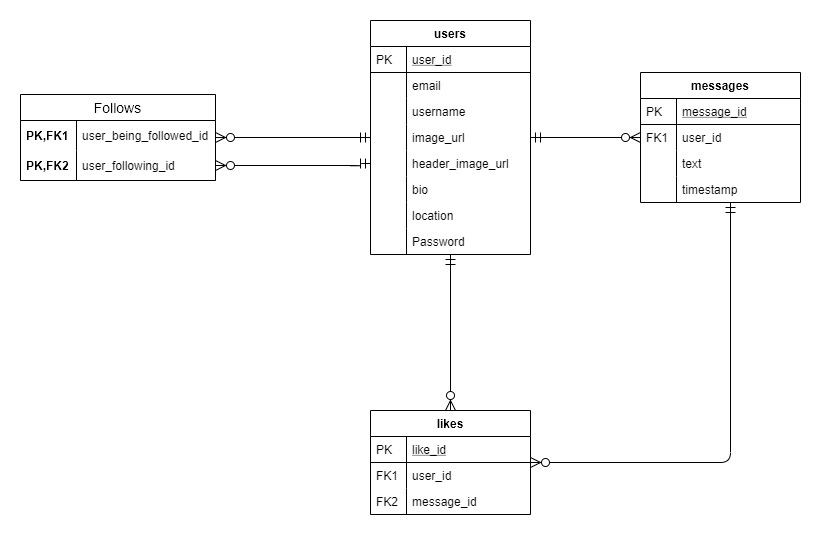 users
PK user_id
email
username
image_url
header_image_url
bio
location
Password
Follows
PK,FK1 user_being_followed_id
PK,FK2 user_following_id
messages
PK message_id
FK1 user_id
text
timestamp
likes
PK like_id
FK1 user_id
FK2 message_id